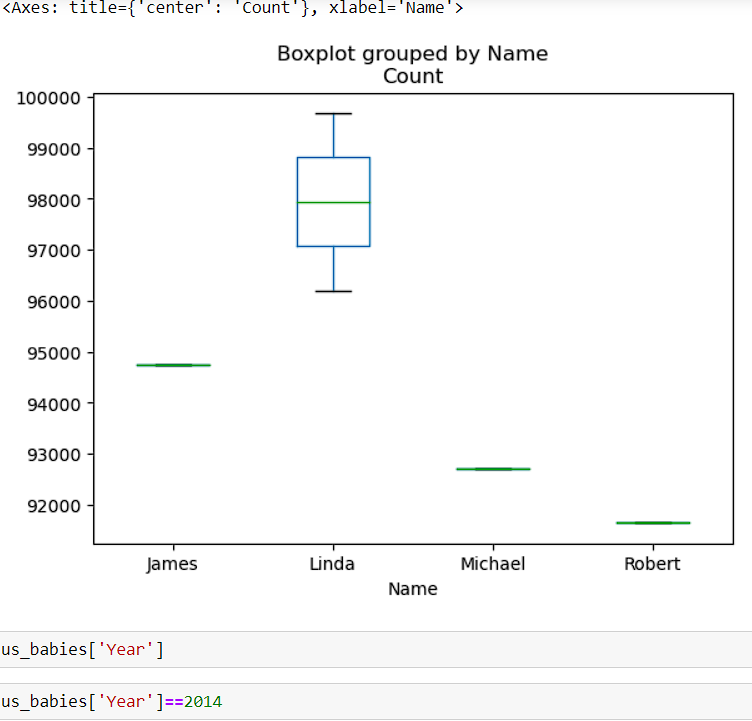 <Axes: title={'center': 'Count'}, xlabel='Name'>
Boxplot grouped by Name
Count
100000
99000
98000
97000
96000
95000
94000
93000
92000
James Linda Michael Robert
Name
us_babies['Year']
us_babies['Year']==2014